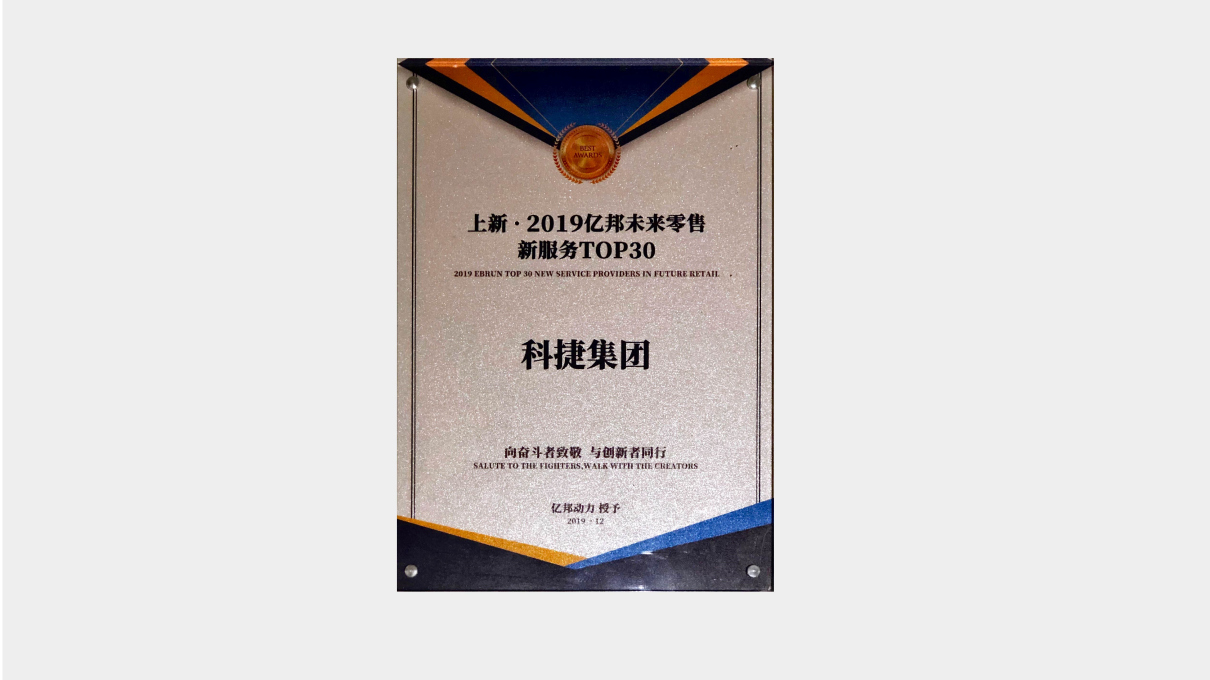 BEST
AWARDS
上新·2019亿邦未来零售
新服务TOP30
2019 EBRUN TOP 30 NEW SERVICE PROVIDERS IN FUTURE RETAIL
科捷集团
向奋斗者致敬 与创新者同行
SALUTE TO THE FIGHTERS,WALK WITH THE CREATORS
亿邦动力 授予
2019·12